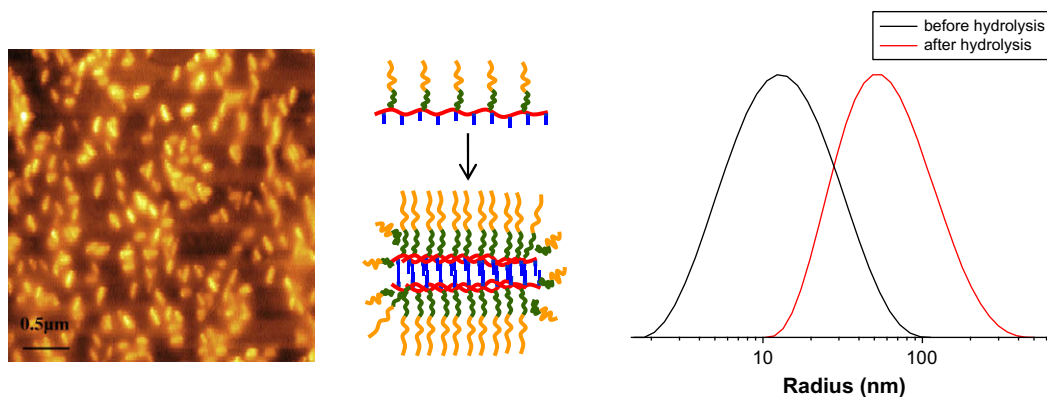 before hydrolysis
after hydrolysis
0.5µm
10
100
Radius (nm)